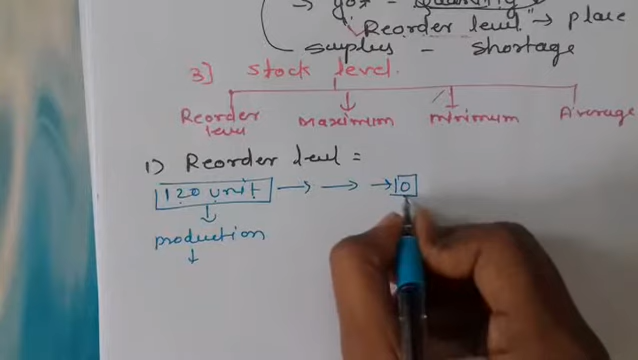 Quantity
Reorder level" → place
surplus - shortage
3] Stock level.
Reorder level maximum minimum Average
1) Reorder level =
120 unit → → → 0
↓
production
↓